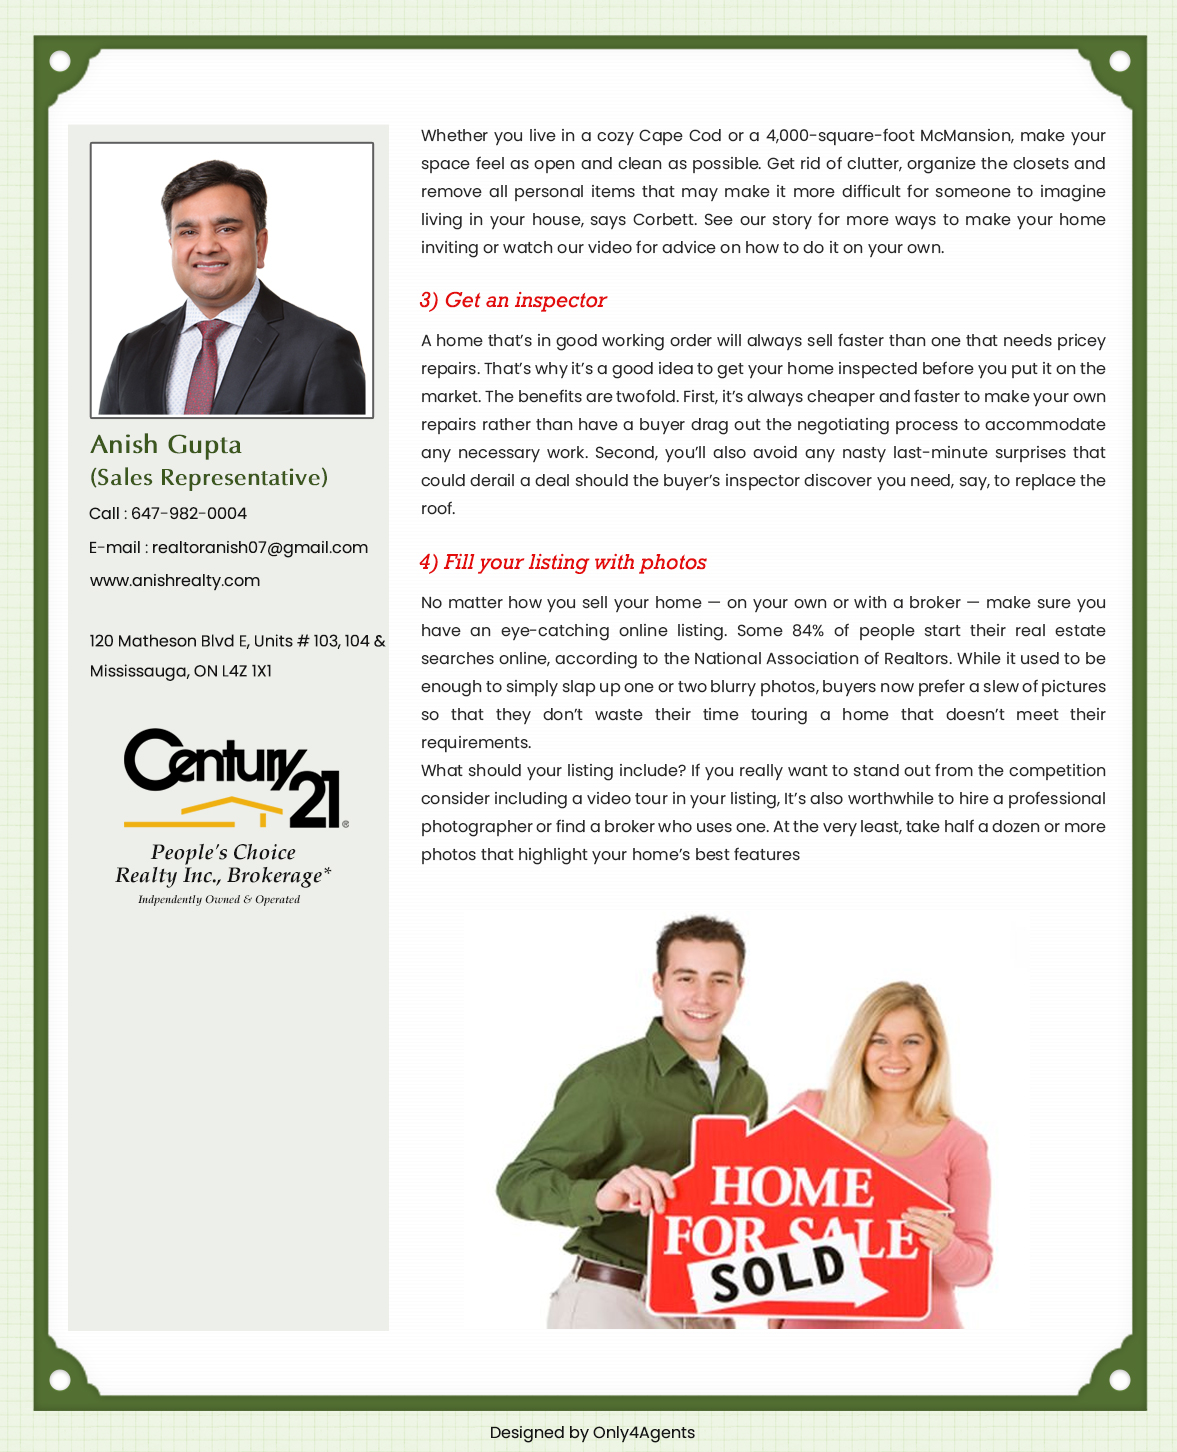 Anish Gupta
(Sales Representative)
Call : 647-982-0004
E-mail : realtoranish07@gmail.com
www.anishrealty.com
120 Matheson Blvd E, Units # 103, 104 &
Mississauga, ON L4Z 1X1
Century
21
®
People's Choice
Realty Inc., Brokerage*
Indpendently Owned & Operated
Whether you live in a cozy Cape Cod or a 4,000-square-foot McMansion, make your
space feel as open and clean as possible. Get rid of clutter, organize the closets and
remove all personal items that may make it more difficult for someone to imagine
living in your house, says Corbett. See our story for more ways to make your home
inviting or watch our video for advice on how to do it on your own.
3) Get an inspector
A home that's in good working order will always sell faster than one that needs pricey
repairs. That's why it's a good idea to get your home inspected before you put it on the
market. The benefits are twofold. First, it's always cheaper and faster to make your own
repairs rather than have a buyer drag out the negotiating process to accommodate
any necessary work. Second, you'll also avoid any nasty last-minute surprises that
could derail a deal should the buyer's inspector discover you need, say, to replace the
roof.
4) Fill your listing with photos
No matter how you sell your home — on your own or with a broker — make sure you
have an eye-catching online listing. Some 84% of people start their real estate
searches online, according to the National Association of Realtors. While it used to be
enough to simply slap up one or two blurry photos, buyers now prefer a slew of pictures
so that they don't waste their time touring a home that doesn't meet their
requirements.
What should your listing include? If you really want to stand out from the competition
consider including a video tour in your listing, It's also worthwhile to hire a professional
photographer or find a broker who uses one. At the very least, take half a dozen or more
photos that highlight your home's best features
HOME
FOR SALE
SOLD
Designed by Only4Agents